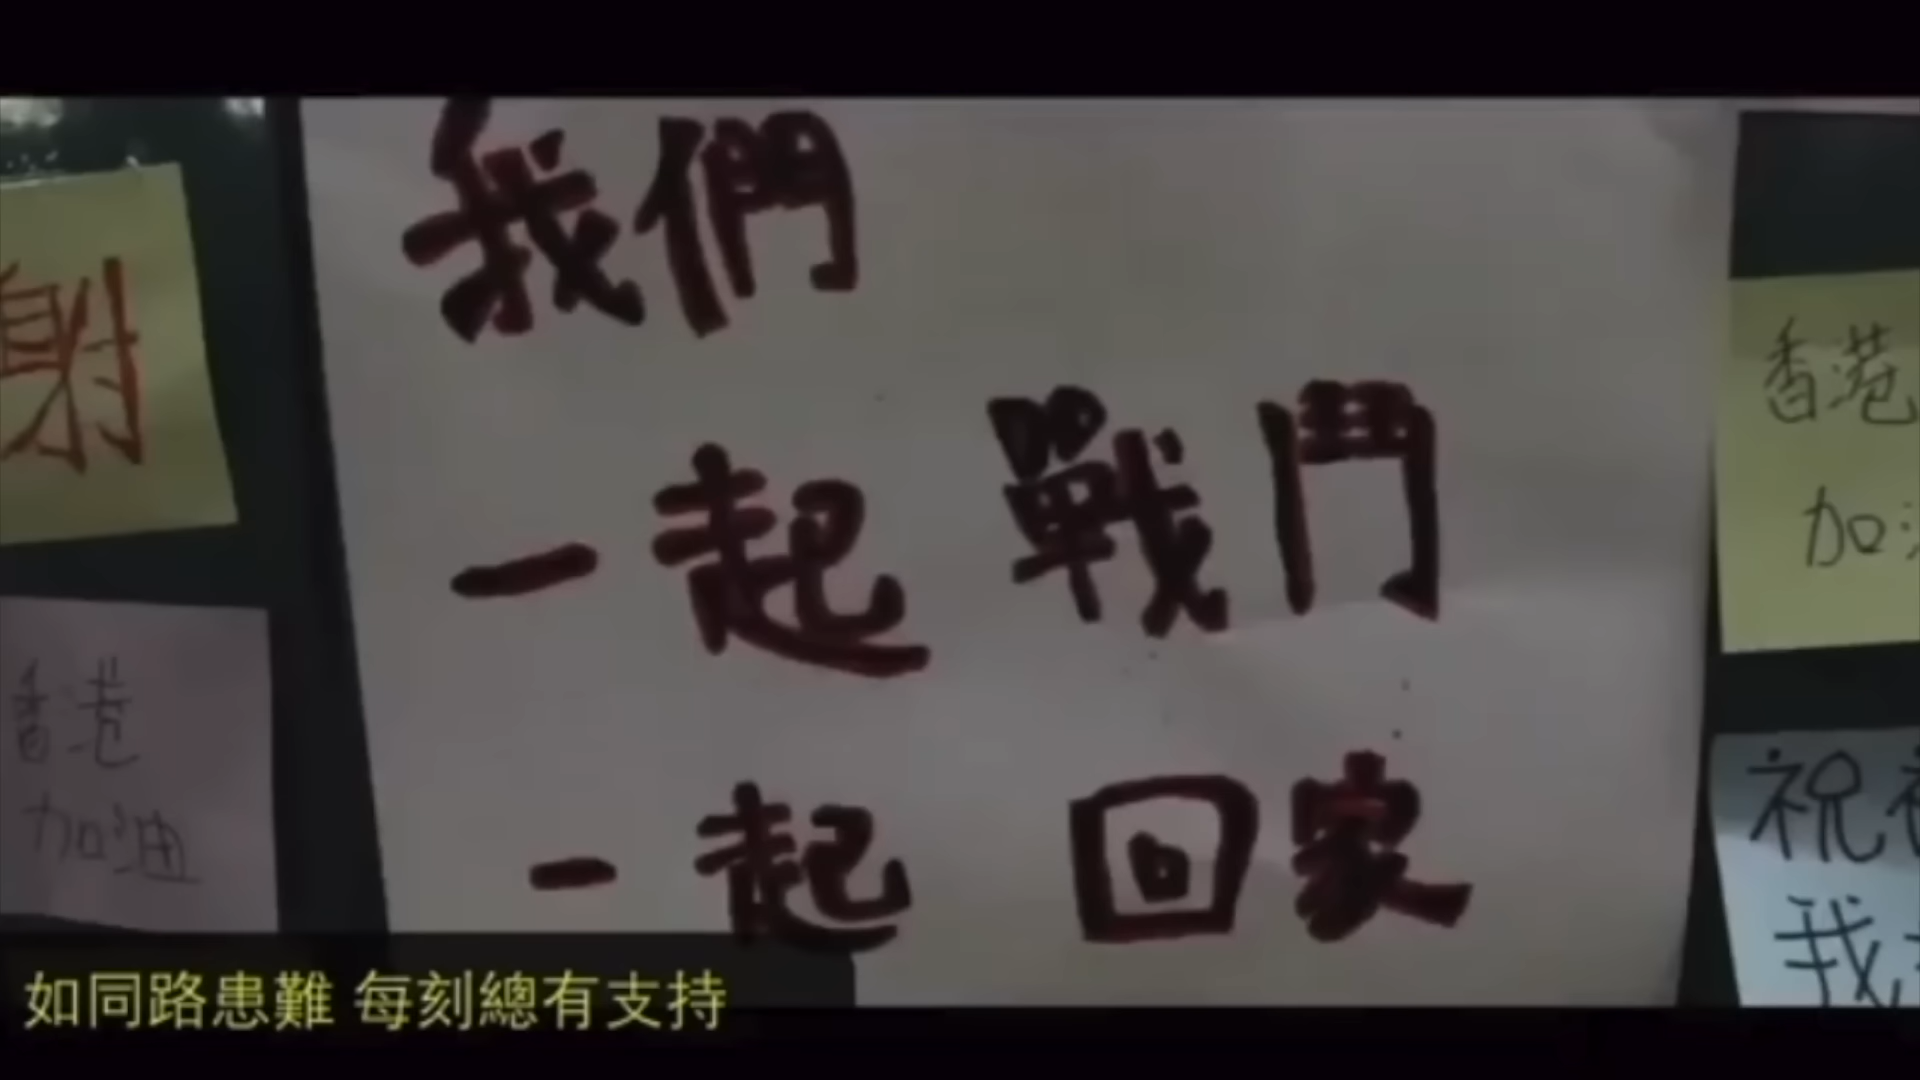 我們
一起 戰鬥
一起 回家
射
香港
加油
香港
加
祝
我
如同路患難 每刻總有支持